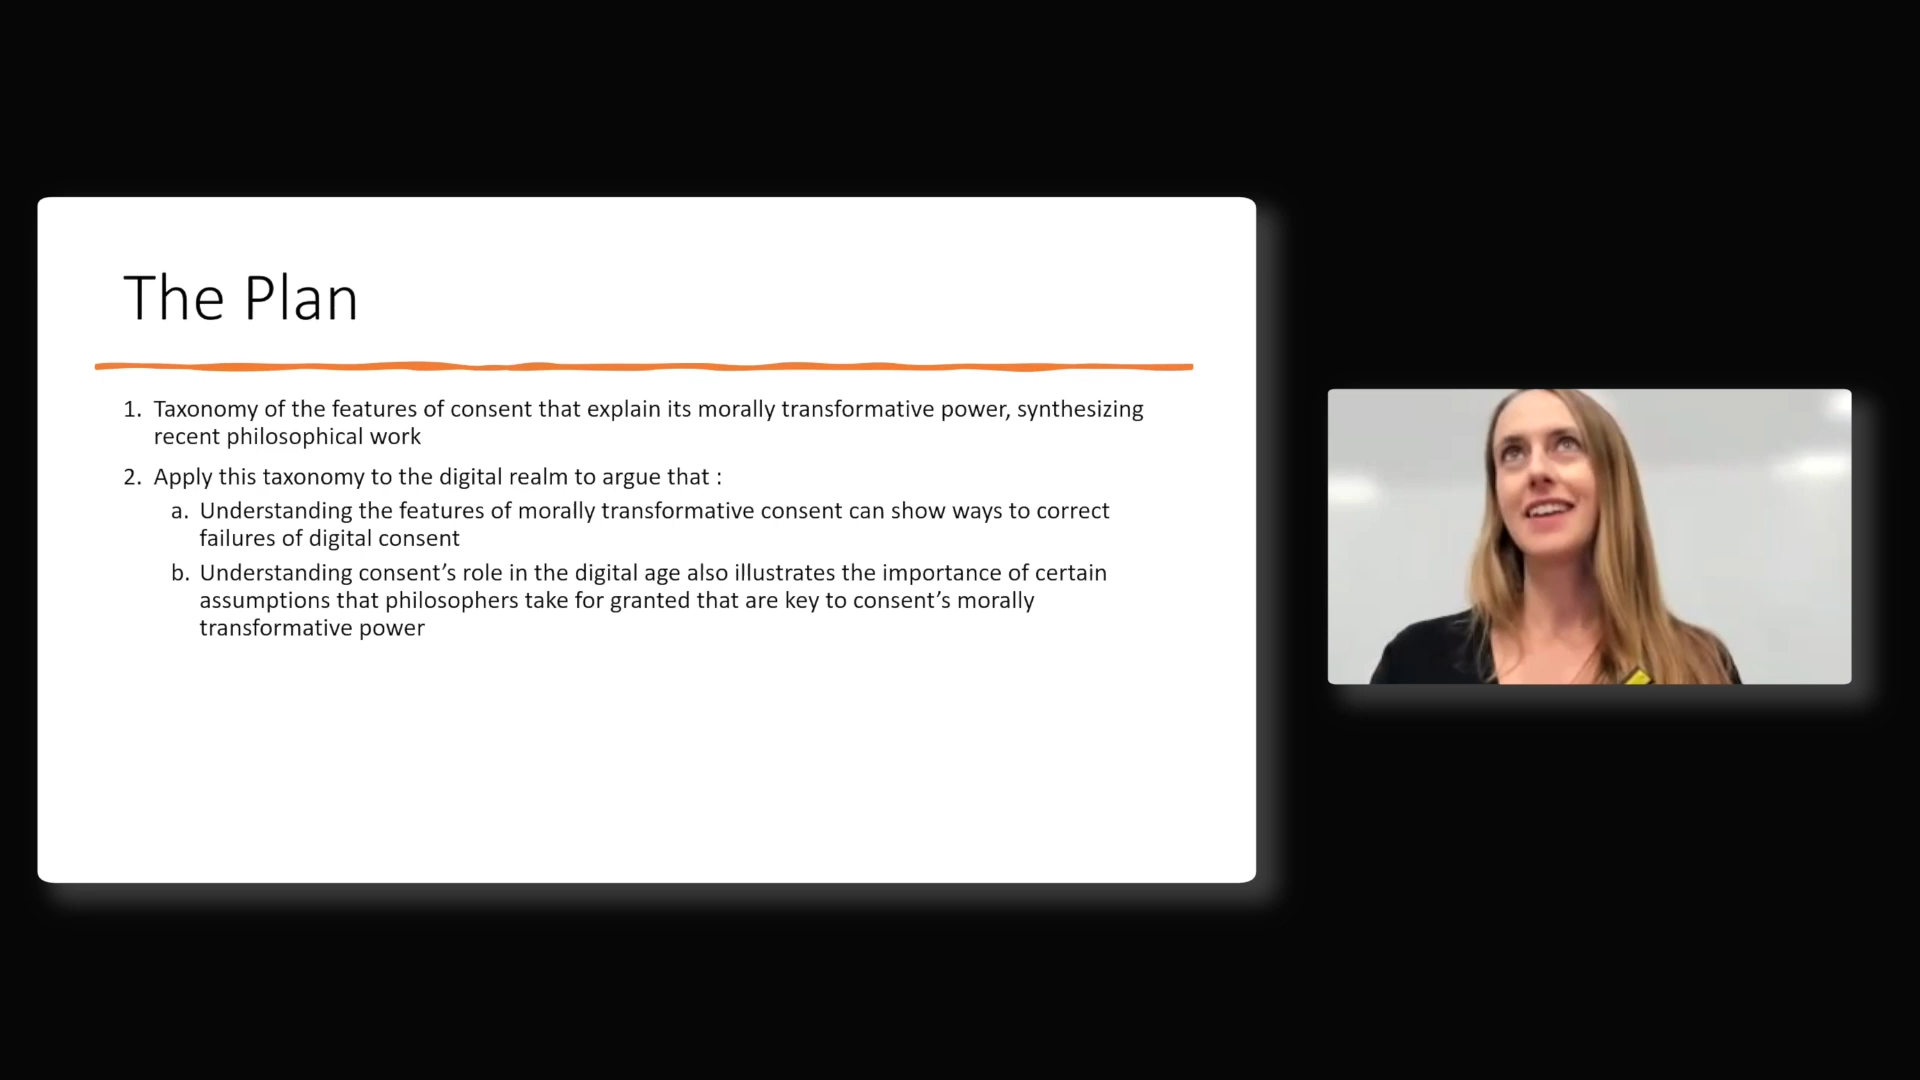 The Plan
1. Taxonomy of the features of consent that explain its morally transformative power, synthesizing
recent philosophical work
2. Apply this taxonomy to the digital realm to argue that :
a. Understanding the features of morally transformative consent can show ways to correct
failures of digital consent
b. Understanding consent’s role in the digital age also illustrates the importance of certain
assumptions that philosophers take for granted that are key to consent’s morally
transformative power